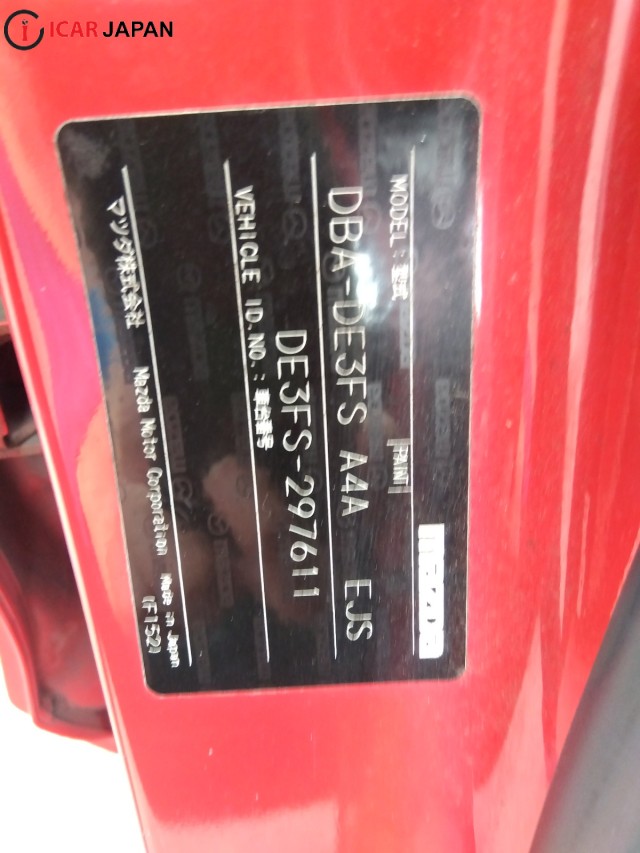 ICAR JAPAN
mazda
MODEL: 型式
PAINT
DBA-DE3FS A4A EJS
VEHICLE ID.NO.: 車台番号
DE3FS-297611
マツダ株式会社 Mazda Motor Corporation Made in Japan
(F152)